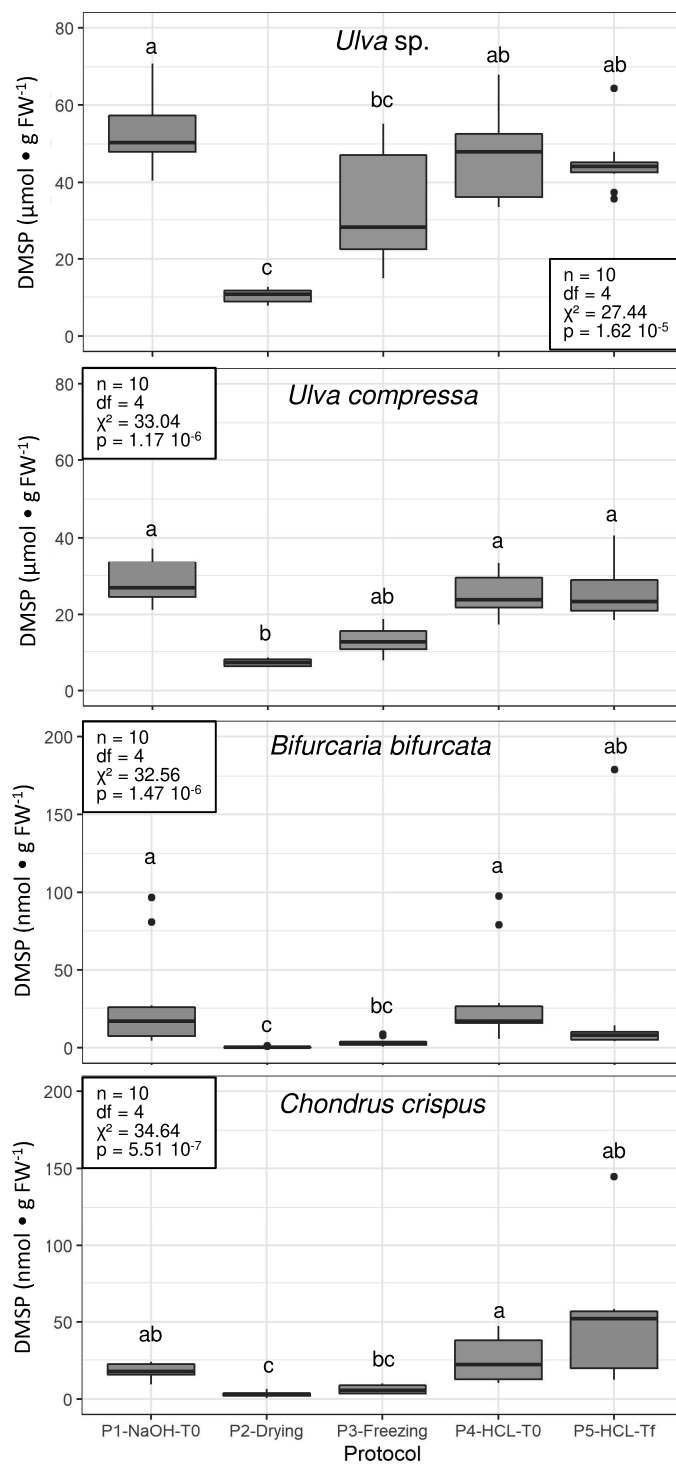 Ulva sp.
DMSP (µmol • g FW-1)
80
60
40
20
0
a
c
bc
ab
ab
n = 10
df = 4
χ² = 27.44
p = 1.62 10-5
Ulva compressa
DMSP (µmol • g FW-1)
80
60
40
20
0
n = 10
df = 4
χ² = 33.04
p = 1.17 10-6
a
b
ab
a
a
Bifurcaria bifurcata
DMSP (nmol • g FW-1)
200
150
100
50
0
n = 10
df = 4
χ² = 32.56
p = 1.47 10-6
a
c
bc
a
ab
Chondrus crispus
DMSP (nmol • g FW-1)
200
150
100
50
0
n = 10
df = 4
χ² = 34.64
p = 5.51 10-7
ab
c
bc
a
ab
P1-NaOH-T0 P2-Drying P3-Freezing P4-HCL-T0 P5-HCL-Tf
Protocol